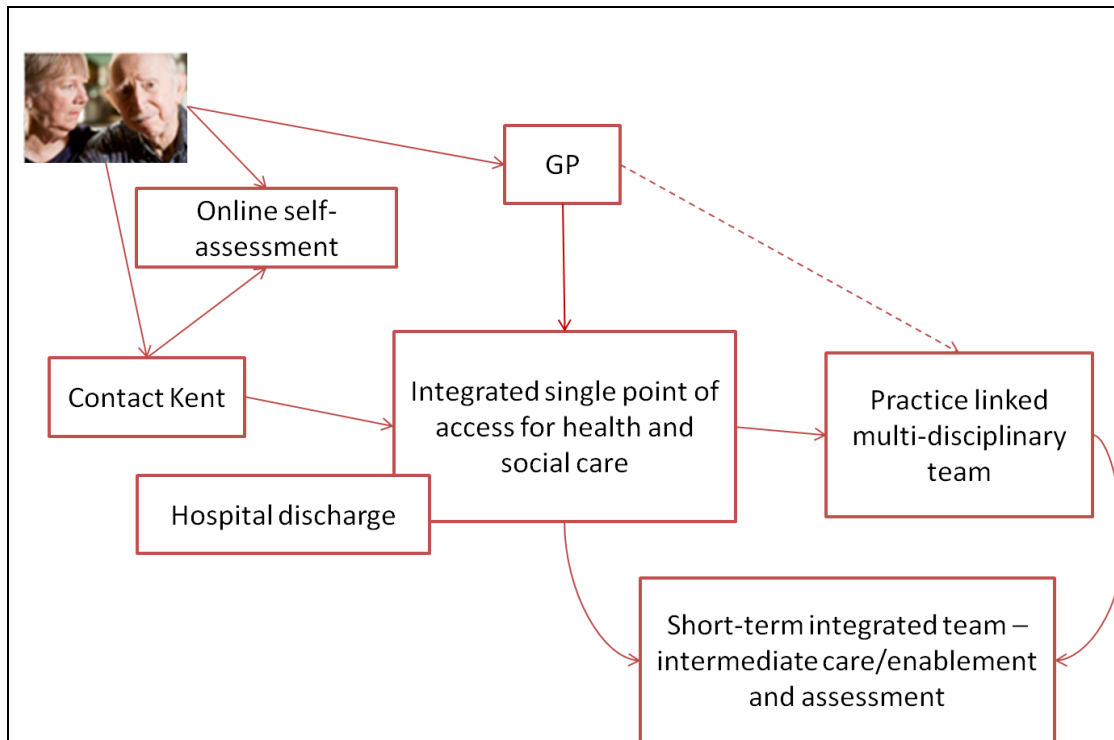 GP
Online self-
assessment
Contact Kent
Integrated single point of
access for health and
social care
Practice linked
multi-disciplinary
team
Hospital discharge
Short-term integrated team –
intermediate care/enablement
and assessment